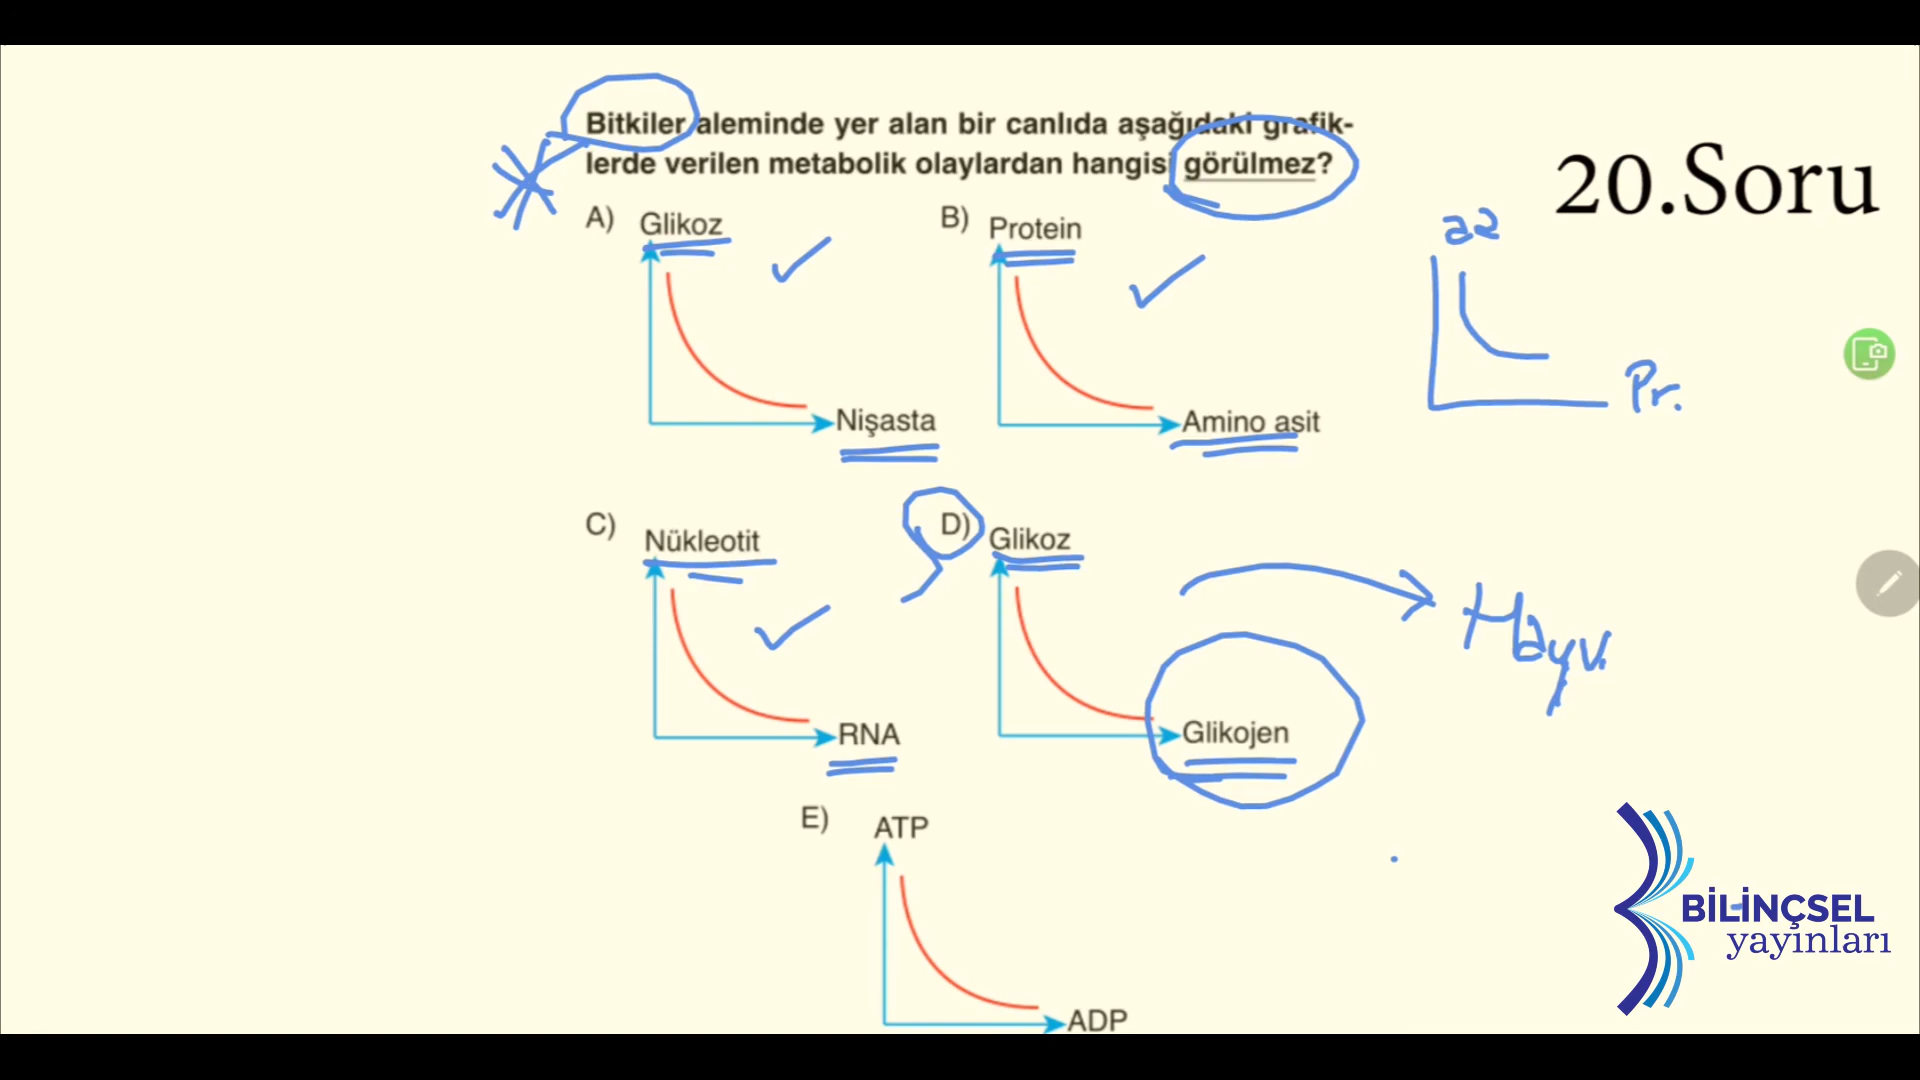 Bitkiler aleminde yer alan bir canlıda aşağıdaki grafik-
lerde verilen metabolik olaylardan hangisi görülmez?
20.Soru
A) Glikoz
Nişasta
B) Protein
Amino asit
aa
Pr.
C) Nükleotit
RNA
D) Glikoz
Glikojen
Hayv.
E) ATP
ADP
BİLİNÇSEL
yayınları